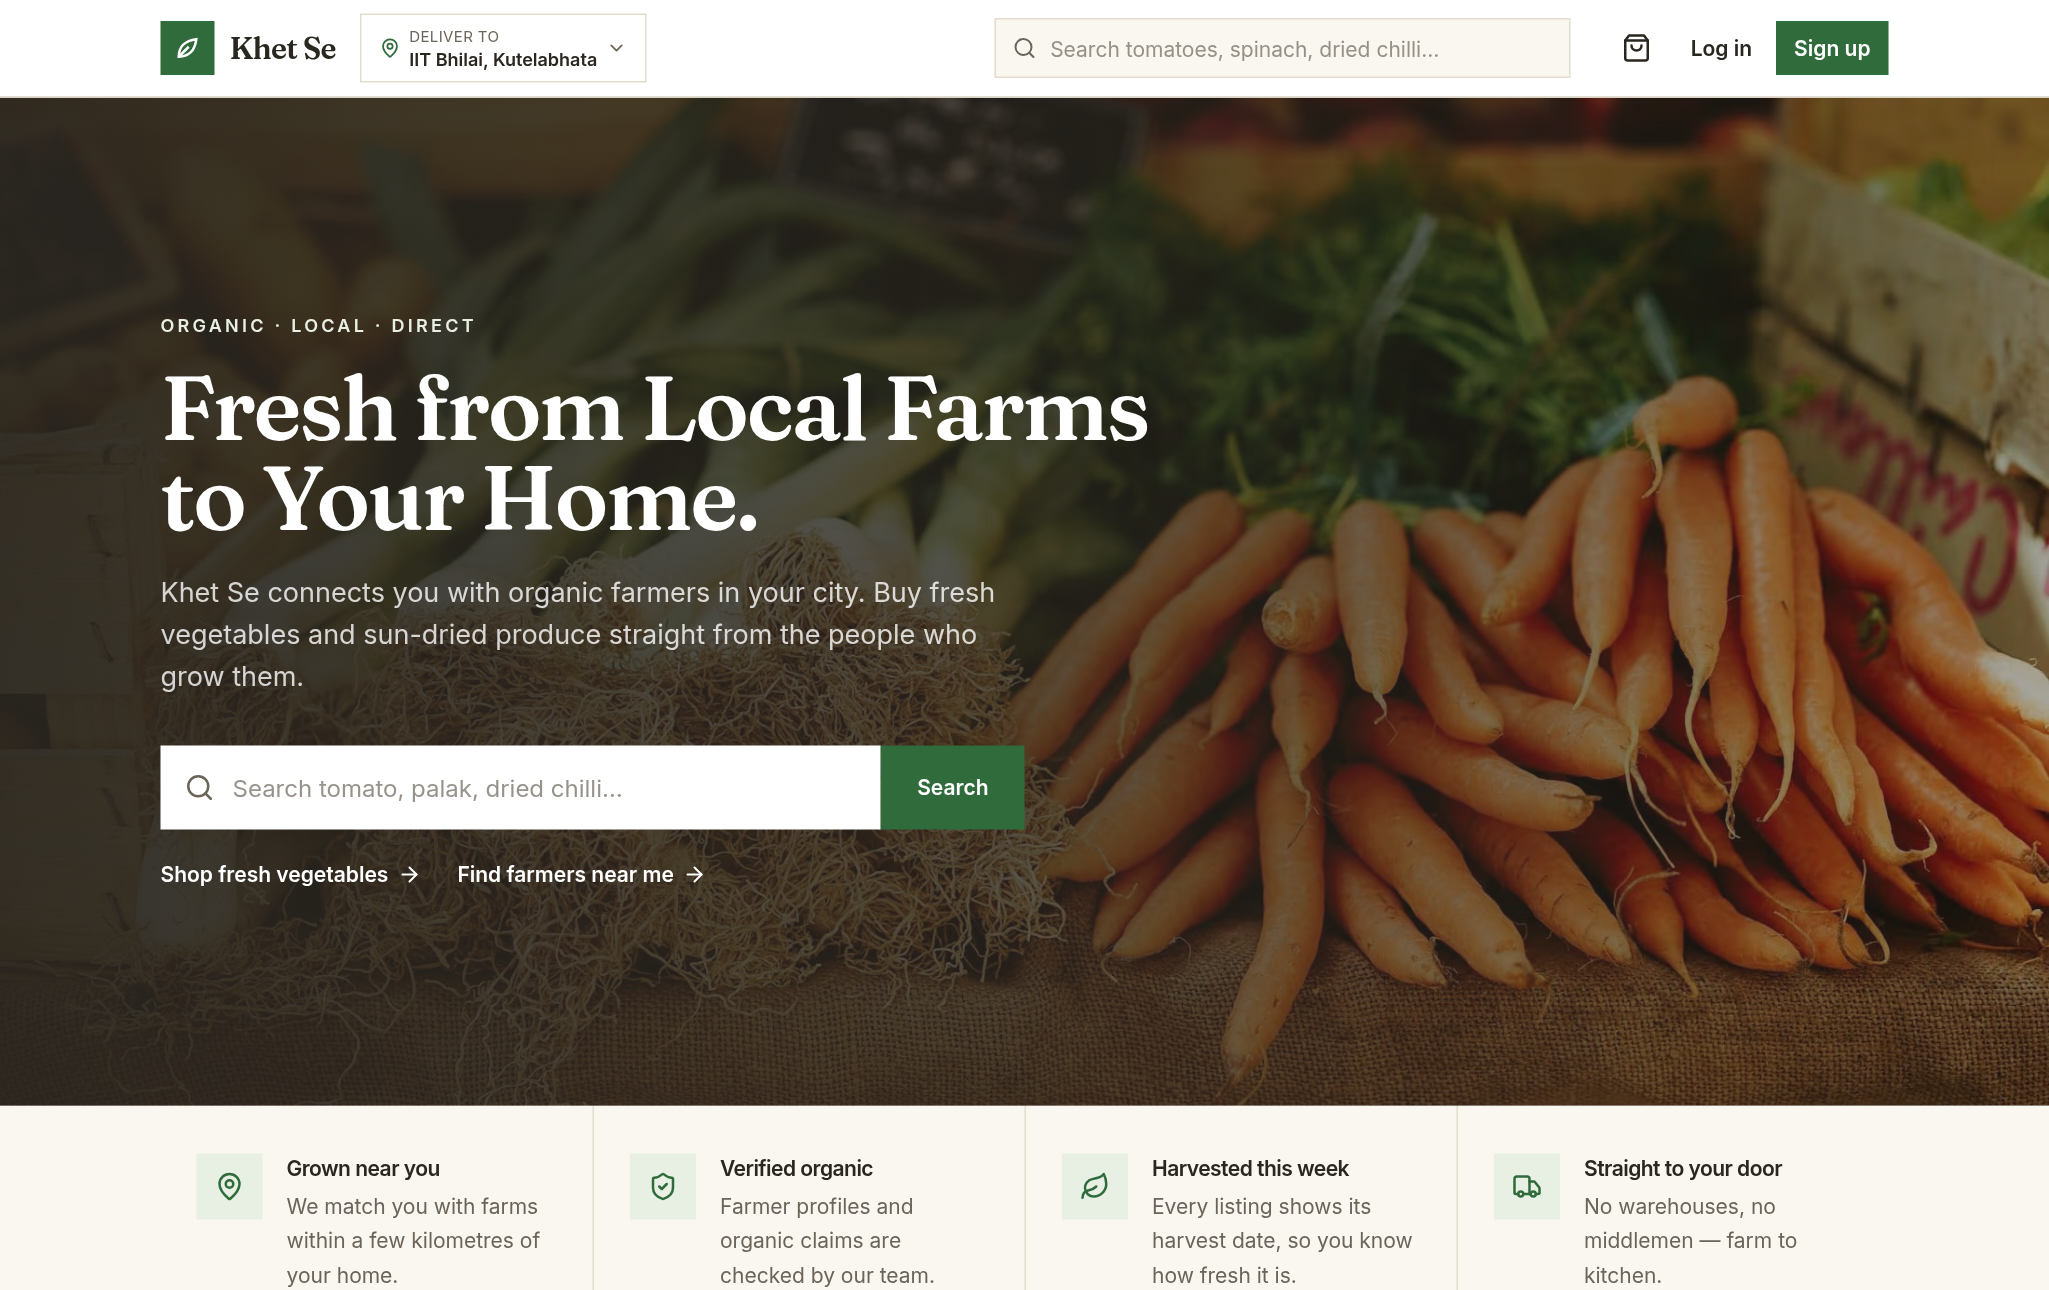 Khet Se
DELIVER TO
IIT Bhilai, Kutelabhata
Search tomatoes, spinach, dried chilli...
Log in
Sign up
ORGANIC · LOCAL · DIRECT
Fresh from Local Farms
to Your Home.
Khet Se connects you with organic farmers in your city. Buy fresh
vegetables and sun-dried produce straight from the people who
grow them.
Search tomato, palak, dried chilli...
Search
Shop fresh vegetables →
Find farmers near me →
Grown near you
We match you with farms
within a few kilometres of
your home.
Verified organic
Farmer profiles and
organic claims are
checked by our team.
Harvested this week
Every listing shows its
harvest date, so you know
how fresh it is.
Straight to your door
No warehouses, no
middlemen — farm to
kitchen.